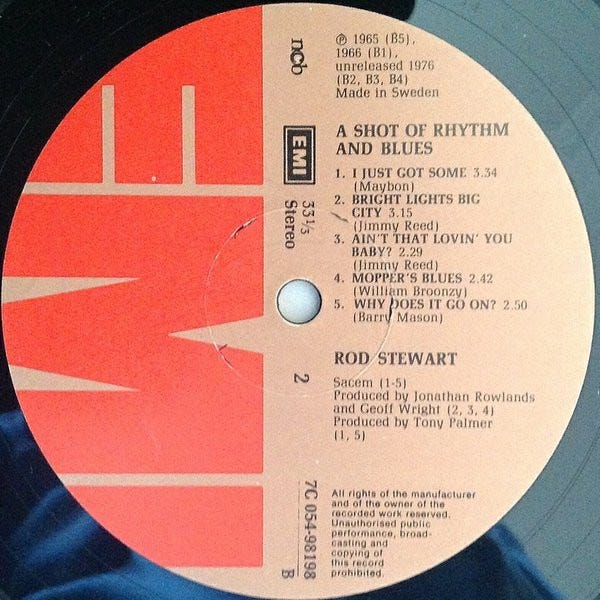 ℗ 1965 (B5),
1966 (B1),
unreleased 1976
(B2, B3, B4)
Made in Sweden
ncb
EMI
33⅓
Stereo
2
7C 054-98198
B
A SHOT OF RHYTHM
AND BLUES
1. I JUST GOT SOME 3.34
(Maybon)
2. BRIGHT LIGHTS BIG
CITY 3.15
(Jimmy Reed)
3. AIN'T THAT LOVIN' YOU
BABY? 2.29
(Jimmy Reed)
4. MOPPER'S BLUES 2.42
(William Broonzy)
5. WHY DOES IT GO ON? 2.50
(Barry Mason)
ROD STEWART
Sacem (1-5)
Produced by Jonathan Rowlands
and Geoff Wright (2, 3, 4)
Produced by Tony Palmer
(1, 5)
All rights of the manufacturer
and of the owner of the
recorded work reserved.
Unauthorised public
performance, broad-
casting and
copying of
this record
prohibited.
EMI